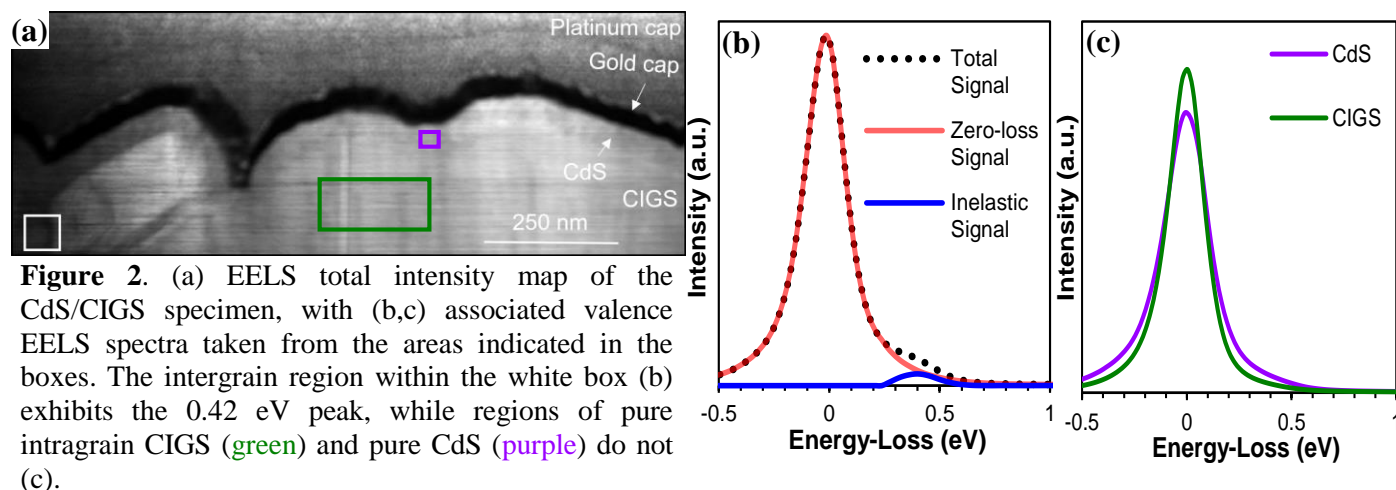 (a)
Platinum cap
Gold cap
CdS
CIGS
250 nm
Figure 2. (a) EELS total intensity map of the
CdS/CIGS specimen, with (b,c) associated valence
EELS spectra taken from the areas indicated in the
boxes. The intergrain region within the white box (b)
exhibits the 0.42 eV peak, while regions of pure
intragrain CIGS (green) and pure CdS (purple) do not
(c).
(b)
Total
Signal
Zero-loss
Signal
Inelastic
Signal
Intensity (a.u.)
-0.5 0 0.5 1
Energy-Loss (eV)
(c)
CdS
CIGS
Intensity (a.u.)
-0.5 0 0.5 1
Energy-Loss (eV)